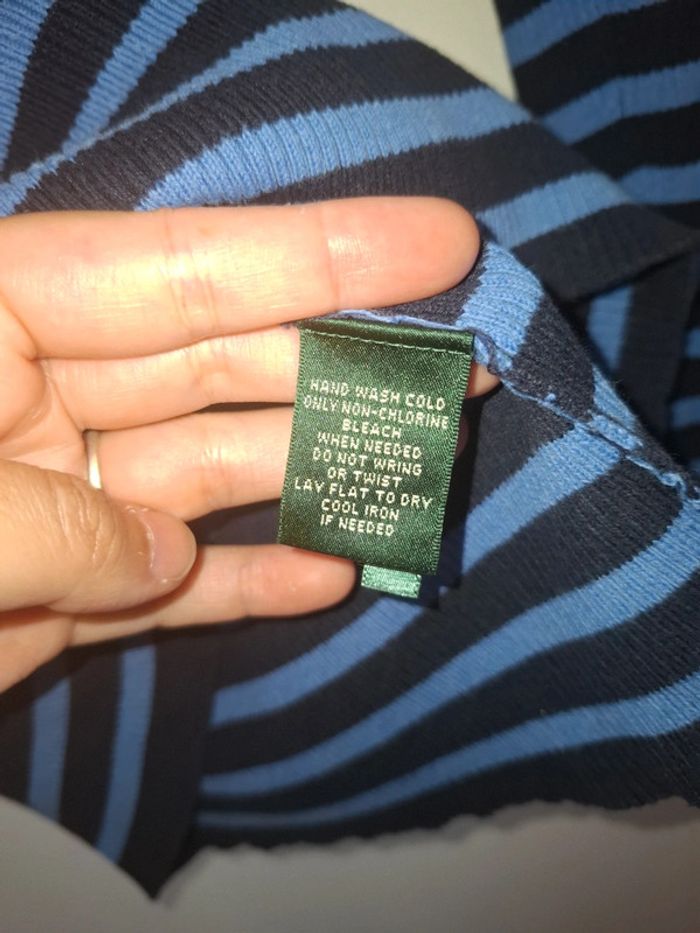 HAND WASH COLD
ONLY NON-CHLORINE
BLEACH
WHEN NEEDED
DO NOT WRING
OR TWIST
LAY FLAT TO DRY
COOL IRON
IF NEEDED